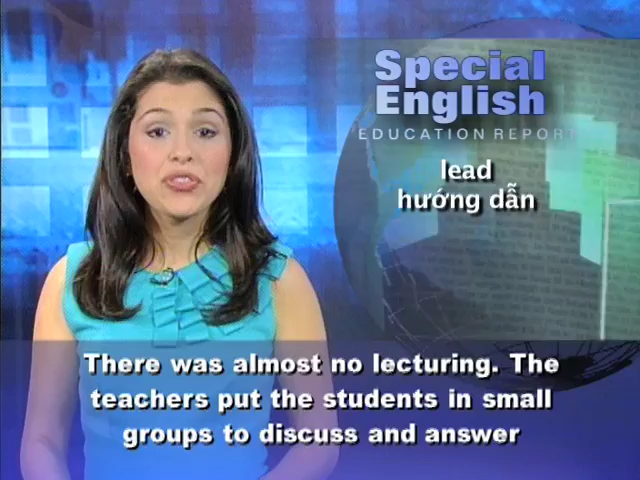 Special
English
EDUCATION REPORT
lead
hướng dẫn
There was almost no lecturing. The
teachers put the students in small
groups to discuss and answer